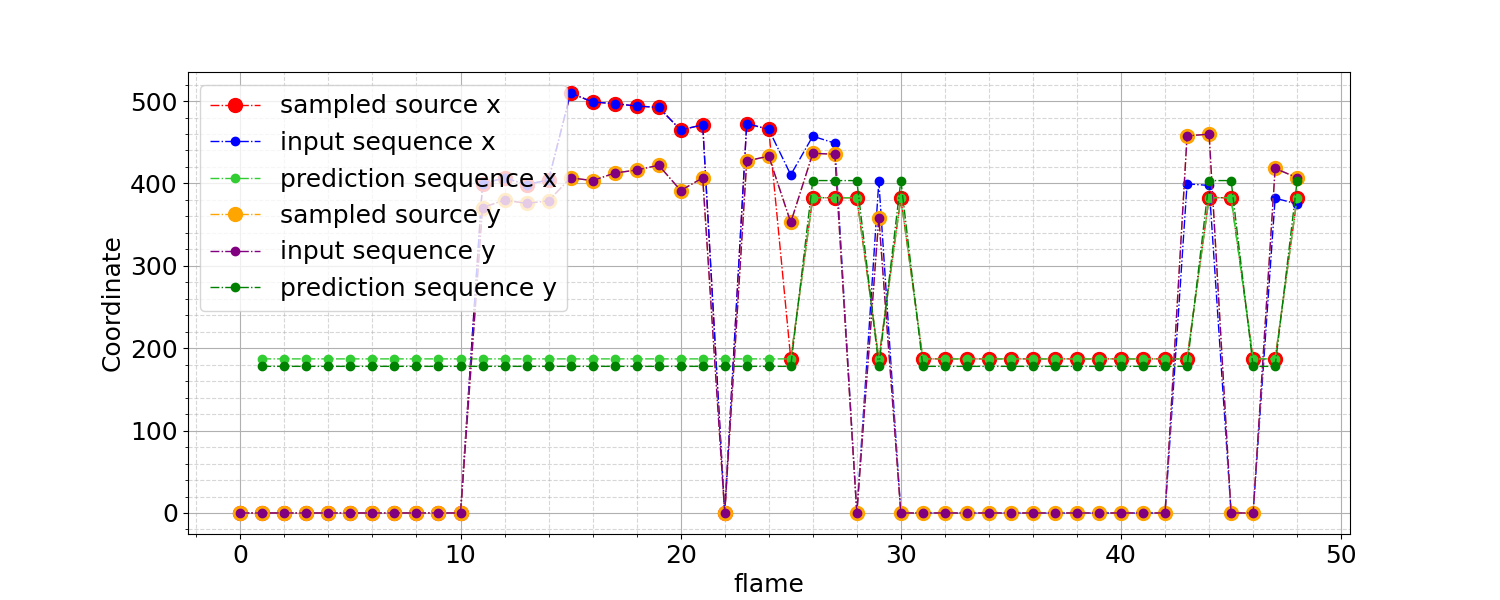 sampled source x
input sequence x
prediction sequence x
sampled source y
input sequence y
prediction sequence y
Coordinate
500
400
300
200
100
0
0 10 20 30 40 50
flame